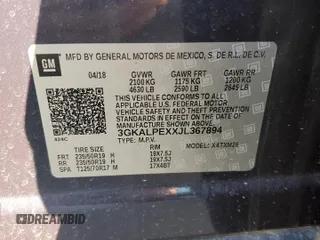 GM
MFD BY GENERAL MOTORS DE MEXICO, S. DE R.L. DE C.V.
04/18 GVWR GAWR FRT GAWR RR
2100 KG 1175 KG 1200 KG
4630 LB 2590 LB 2645 LB
THIS VEHICLE CONFORMS TO ALL APPLICABLE U.S. FEDERAL MOTOR
VEHICLE SAFETY, BUMPER, AND THEFT PREVENTION STANDARDS IN
EFFECT ON THE DATE OF MANUFACTURE SHOWN ABOVE.
3GKALPEXXJL367894
TYPE: M.P.V.
RIM
FRT 235/50R19 H 19X7.5J
RR 235/50R19 H 19X7.5J
SPA T125/70R17 M 17X4BT
DREAMBID